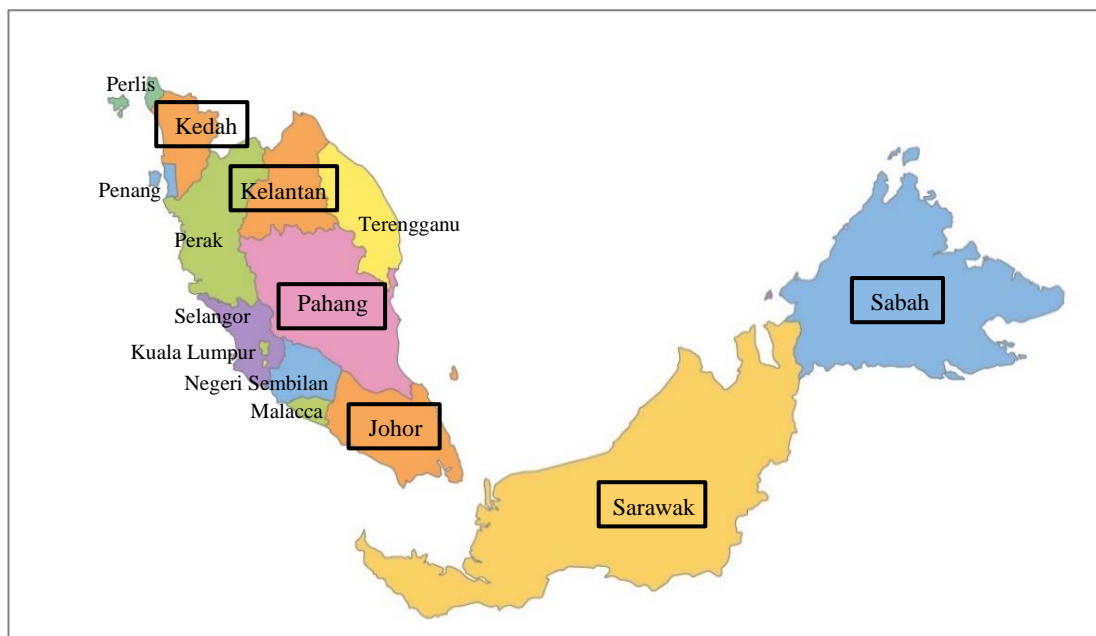 Perlis
Kedah
Penang
Kelantan
Terengganu
Perak
Pahang
Sabah
Selangor
Kuala Lumpur
Negeri Sembilan
Malacca
Johor
Sarawak